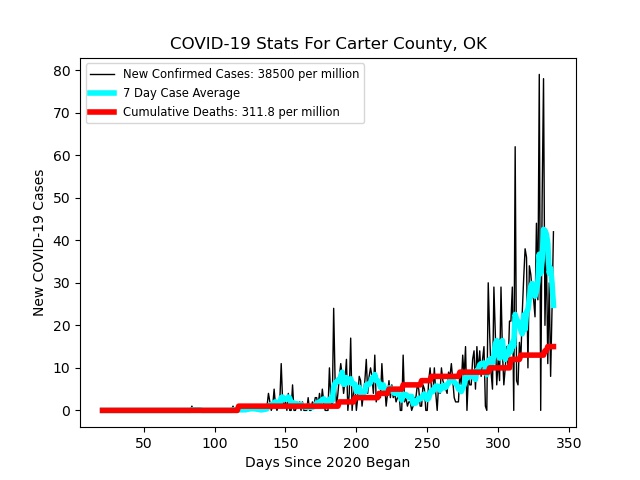 COVID-19 Stats For Carter County, OK
New Confirmed Cases: 38500 per million
7 Day Case Average
Cumulative Deaths: 311.8 per million
New COVID-19 Cases
80
70
60
50
40
30
20
10
0
50
100
150
200
250
300
350
Days Since 2020 Began